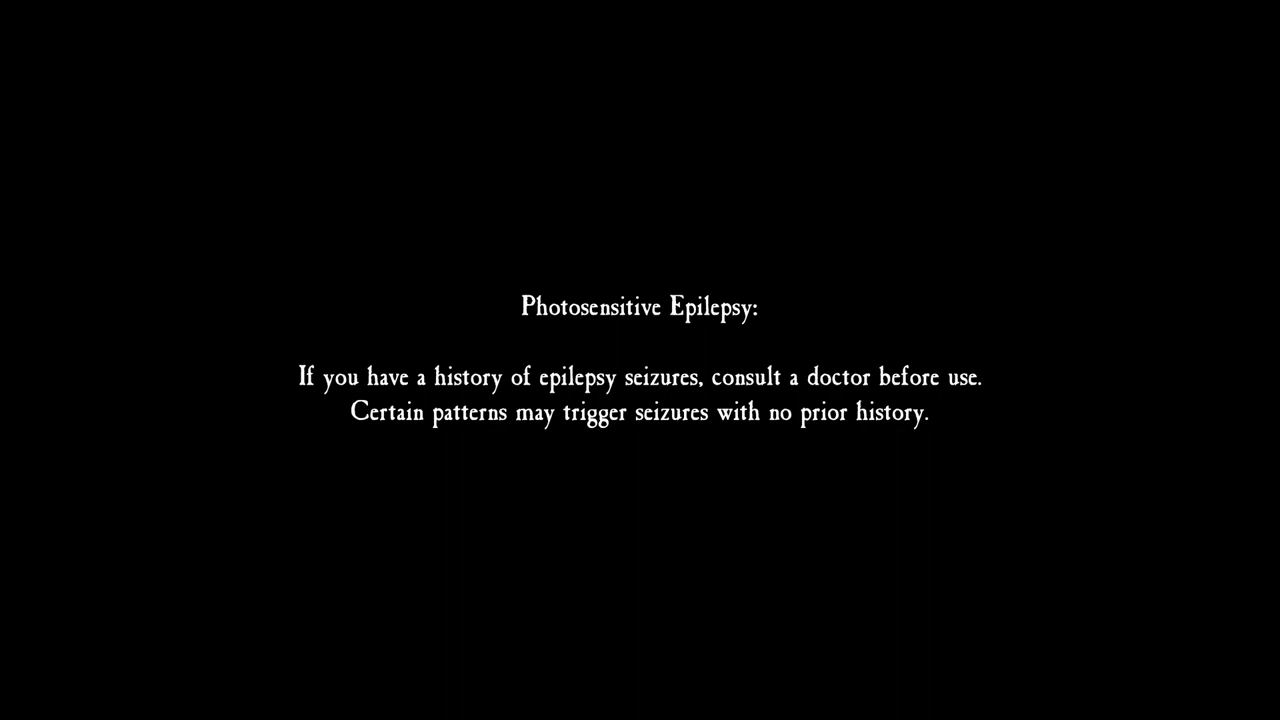 Photosensitive Epilepsy:
If you have a history of epilepsy seizures, consult a doctor before use.
Certain patterns may trigger seizures with no prior history.